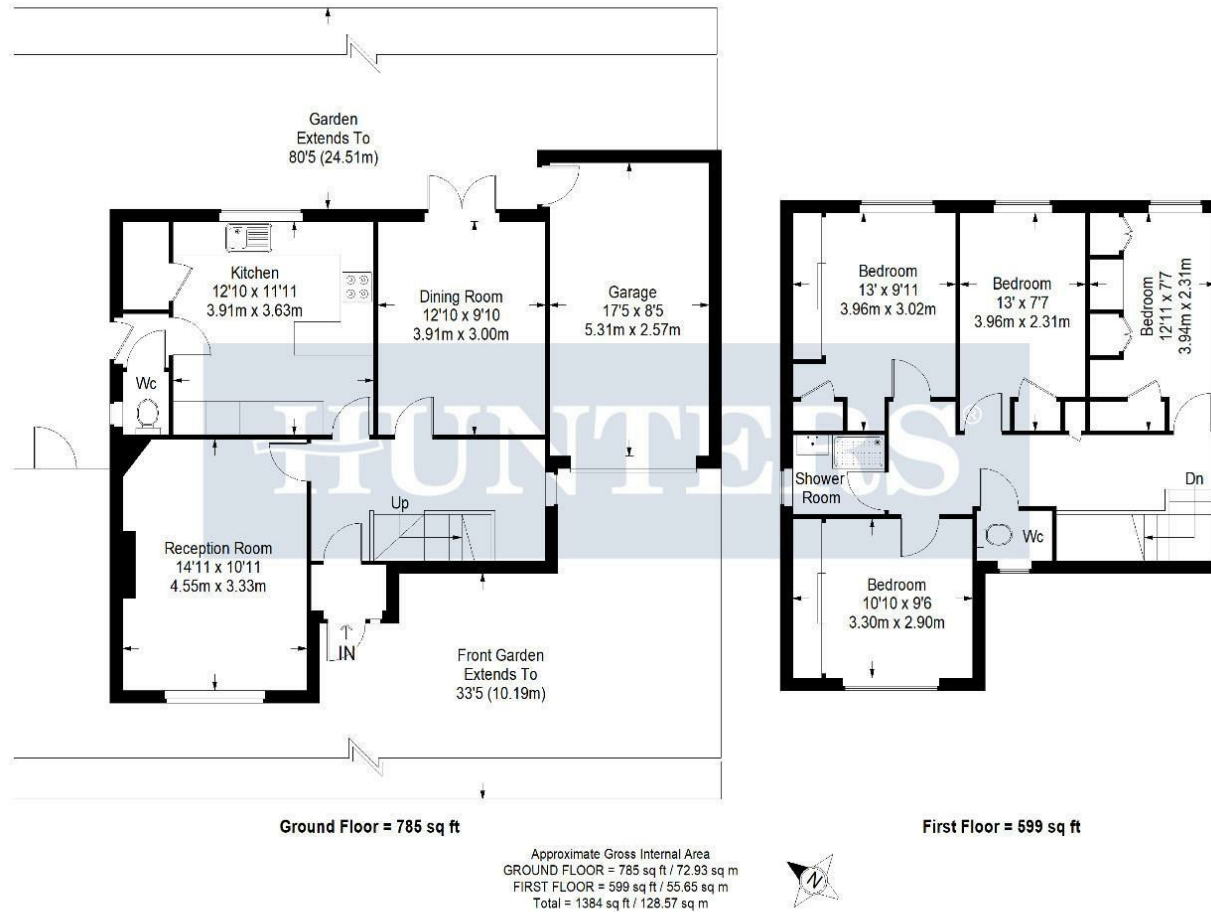 Garden
Extends To
80'5 (24.51m)
Kitchen
12'10 x 11'11
3.91m x 3.63m
Dining Room
12'10 x 9'10
3.91m x 3.00m
Garage
17'5 x 8'5
5.31m x 2.57m
Wc
Up
Reception Room
14'11 x 10'11
4.55m x 3.33m
IN
Front Garden
Extends To
33'5 (10.19m)
Bedroom
13' x 9'11
3.96m x 3.02m
Bedroom
13' x 7'7
3.96m x 2.31m
Bedroom
12'11 x 7'7
3.94m x 2.31m
Shower
Room
Dn
Wc
Bedroom
10'10 x 9'6
3.30m x 2.90m
HUNTERS®
Ground Floor = 785 sq ft
First Floor = 599 sq ft
Approximate Gross Internal Area
GROUND FLOOR = 785 sq ft / 72.93 sq m
FIRST FLOOR = 599 sq ft / 55.65 sq m
Total = 1384 sq ft / 128.57 sq m
N